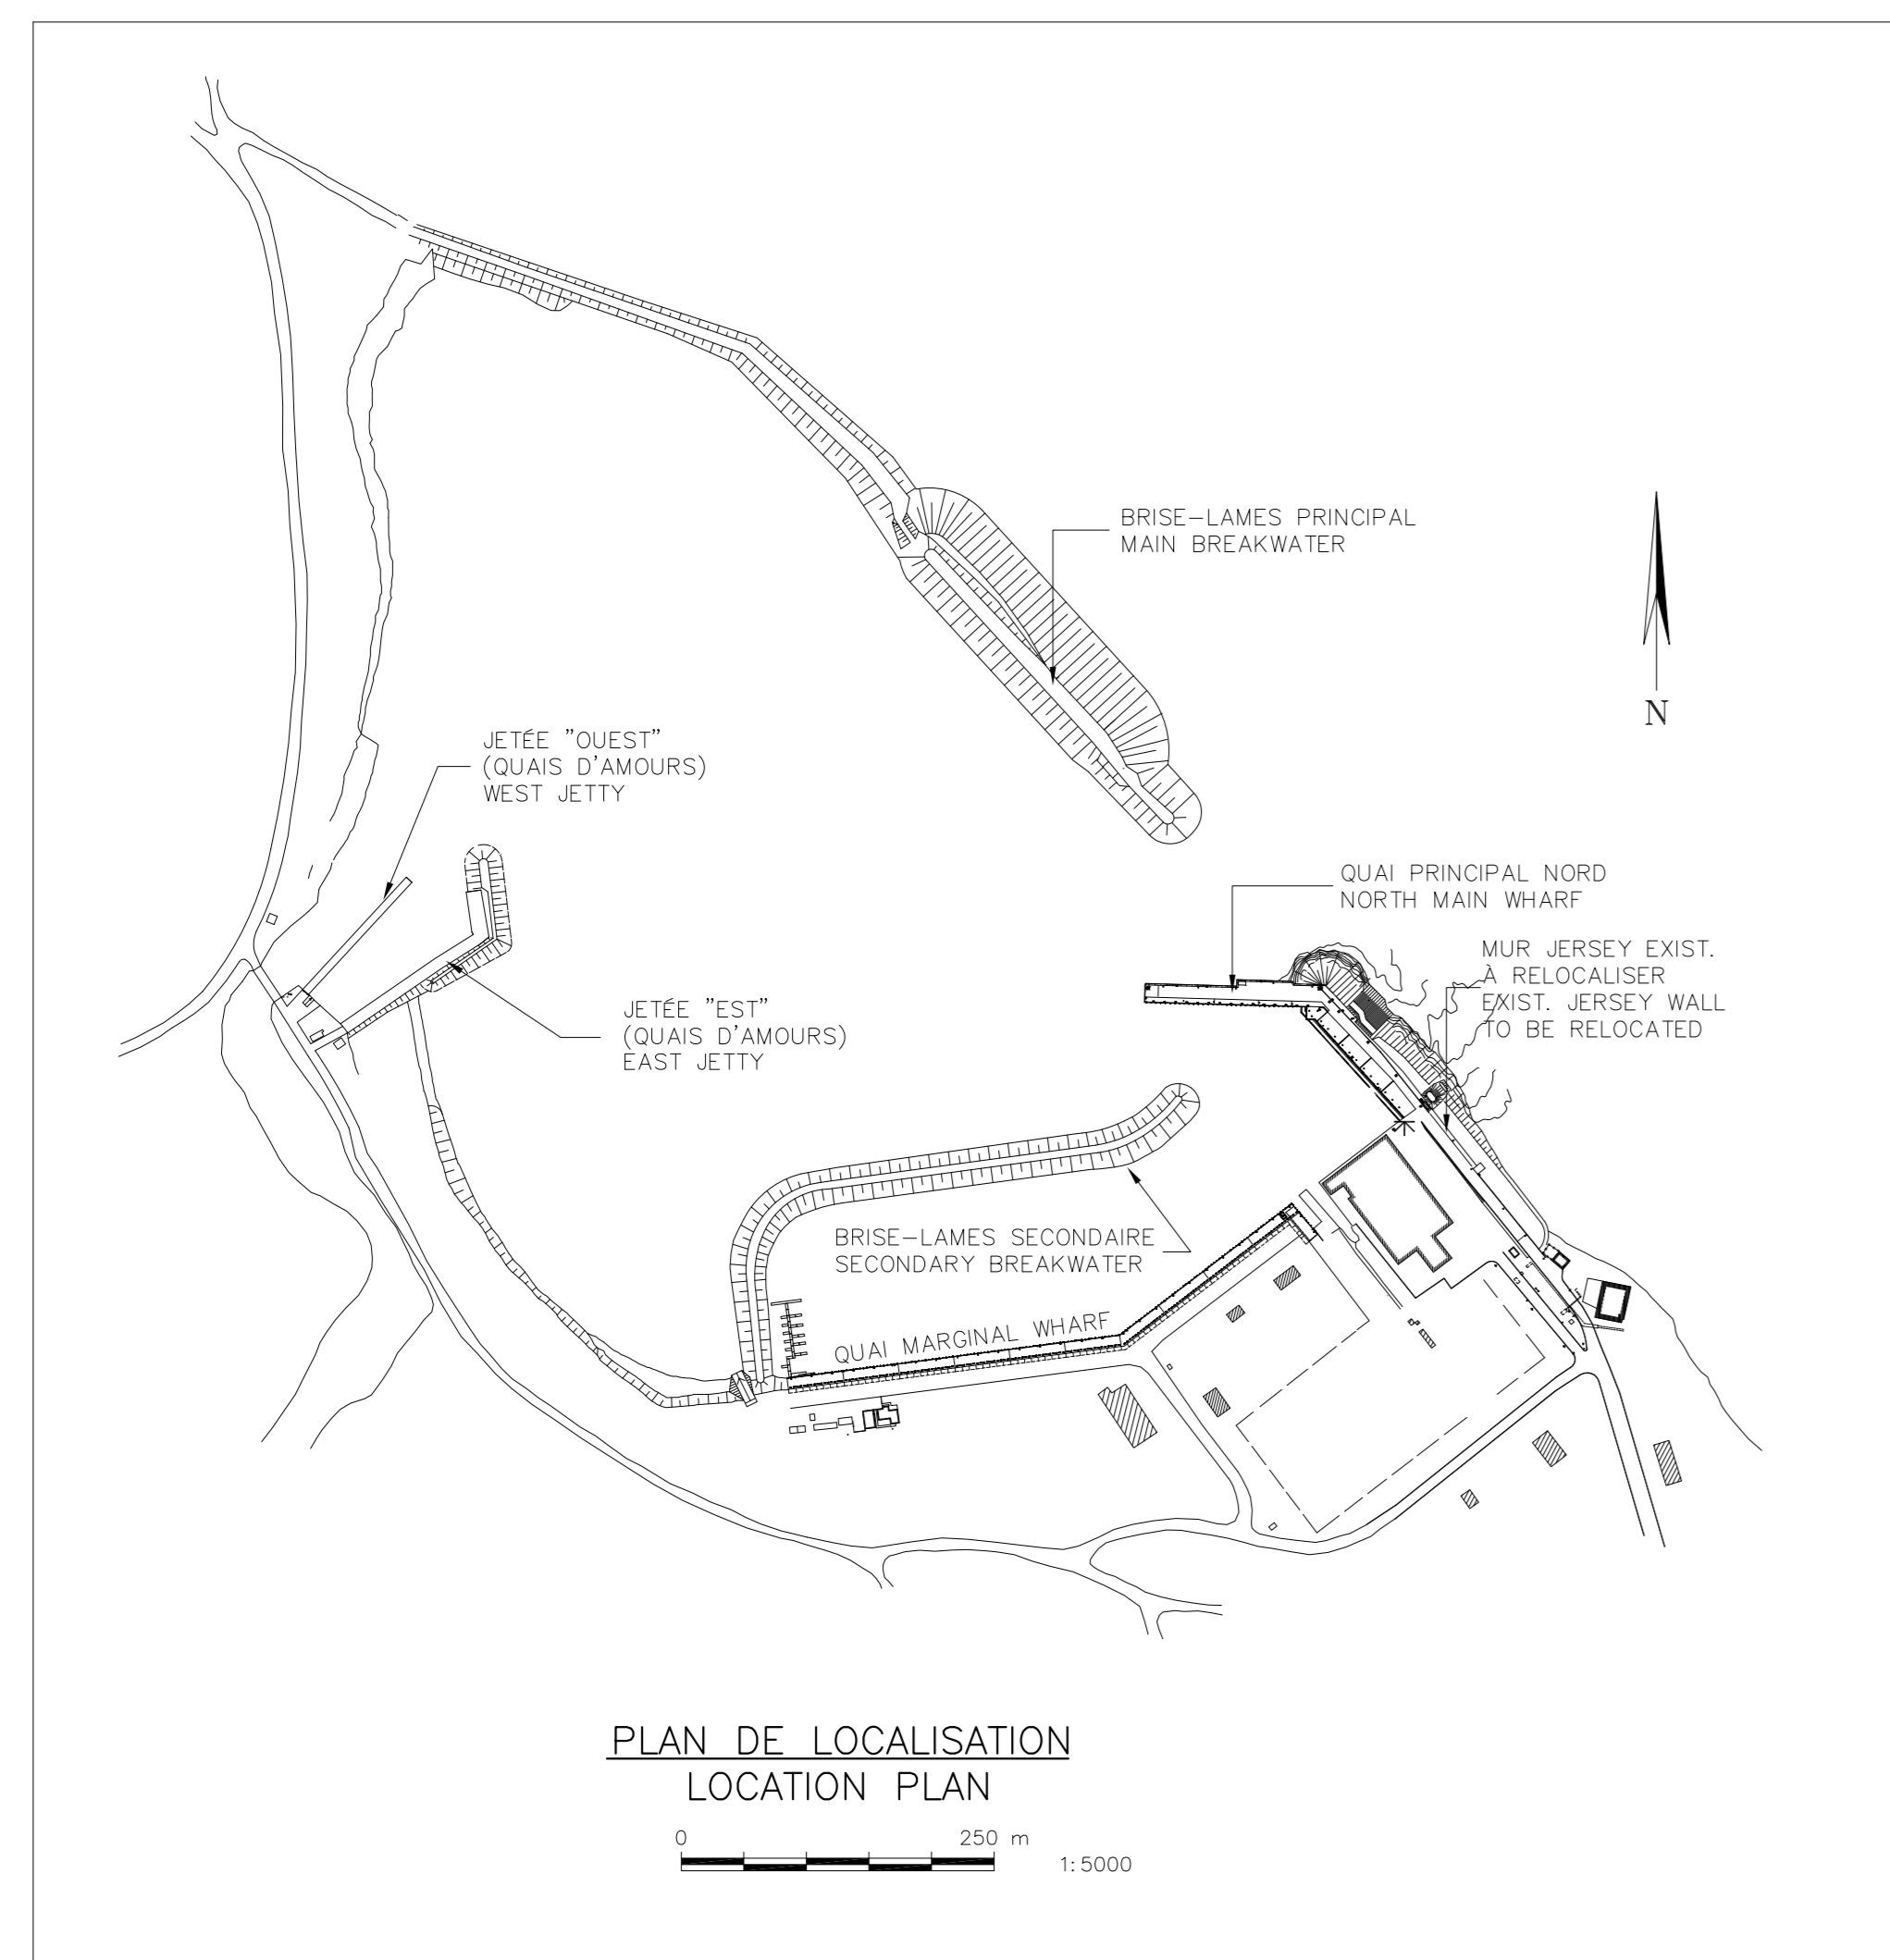 BRISE-LAMES PRINCIPAL
MAIN BREAKWATER
N
JETÉE "OUEST"
(QUAIS D'AMOURS)
WEST JETTY
QUAI PRINCIPAL NORD
NORTH MAIN WHARF
MUR JERSEY EXIST.
À RELOCALISER
EXIST. JERSEY WALL
TO BE RELOCATED
JETÉE "EST"
(QUAIS D'AMOURS)
EAST JETTY
BRISE-LAMES SECONDAIRE
SECONDARY BREAKWATER
QUAI MARGINAL WHARF
PLAN DE LOCALISATION
LOCATION PLAN
0 250 m
1:5000